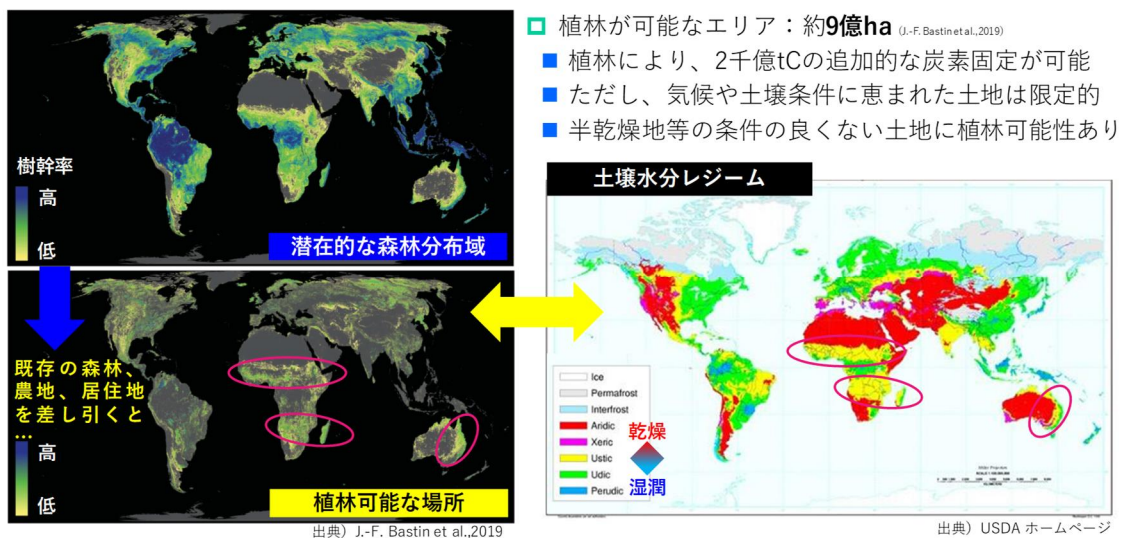 植林が可能なエリア：約9億ha (J.-F. Bastin et al.,2019)
植林により、2千億tCの追加的な炭素固定が可能
ただし、気候や土壌条件に恵まれた土地は限定的
半乾燥地等の条件の良くない土地に植林可能性あり
樹幹率
高
低
潜在的な森林分布域
既存の森林、
農地、居住地
を差し引くと
…
高
低
植林可能な場所
出典）J.-F. Bastin et al.,2019
土壌水分レジーム
Ice
Permafrost
Interfrost
Aridic
Xeric
Ustic
Udic
Perudic
乾燥
湿潤
出典）USDA ホームページ